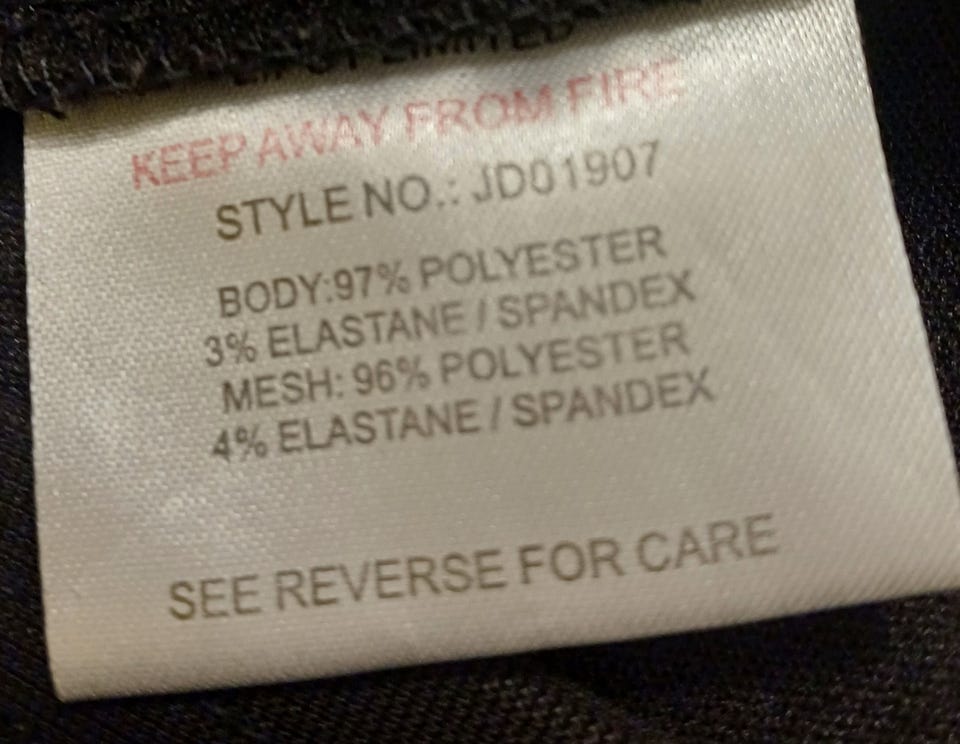 LIMITED
KEEP AWAY FROM FIRE
STYLE NO.: JD01907
BODY:97% POLYESTER
3% ELASTANE / SPANDEX
MESH: 96% POLYESTER
4% ELASTANE / SPANDEX
SEE REVERSE FOR CARE